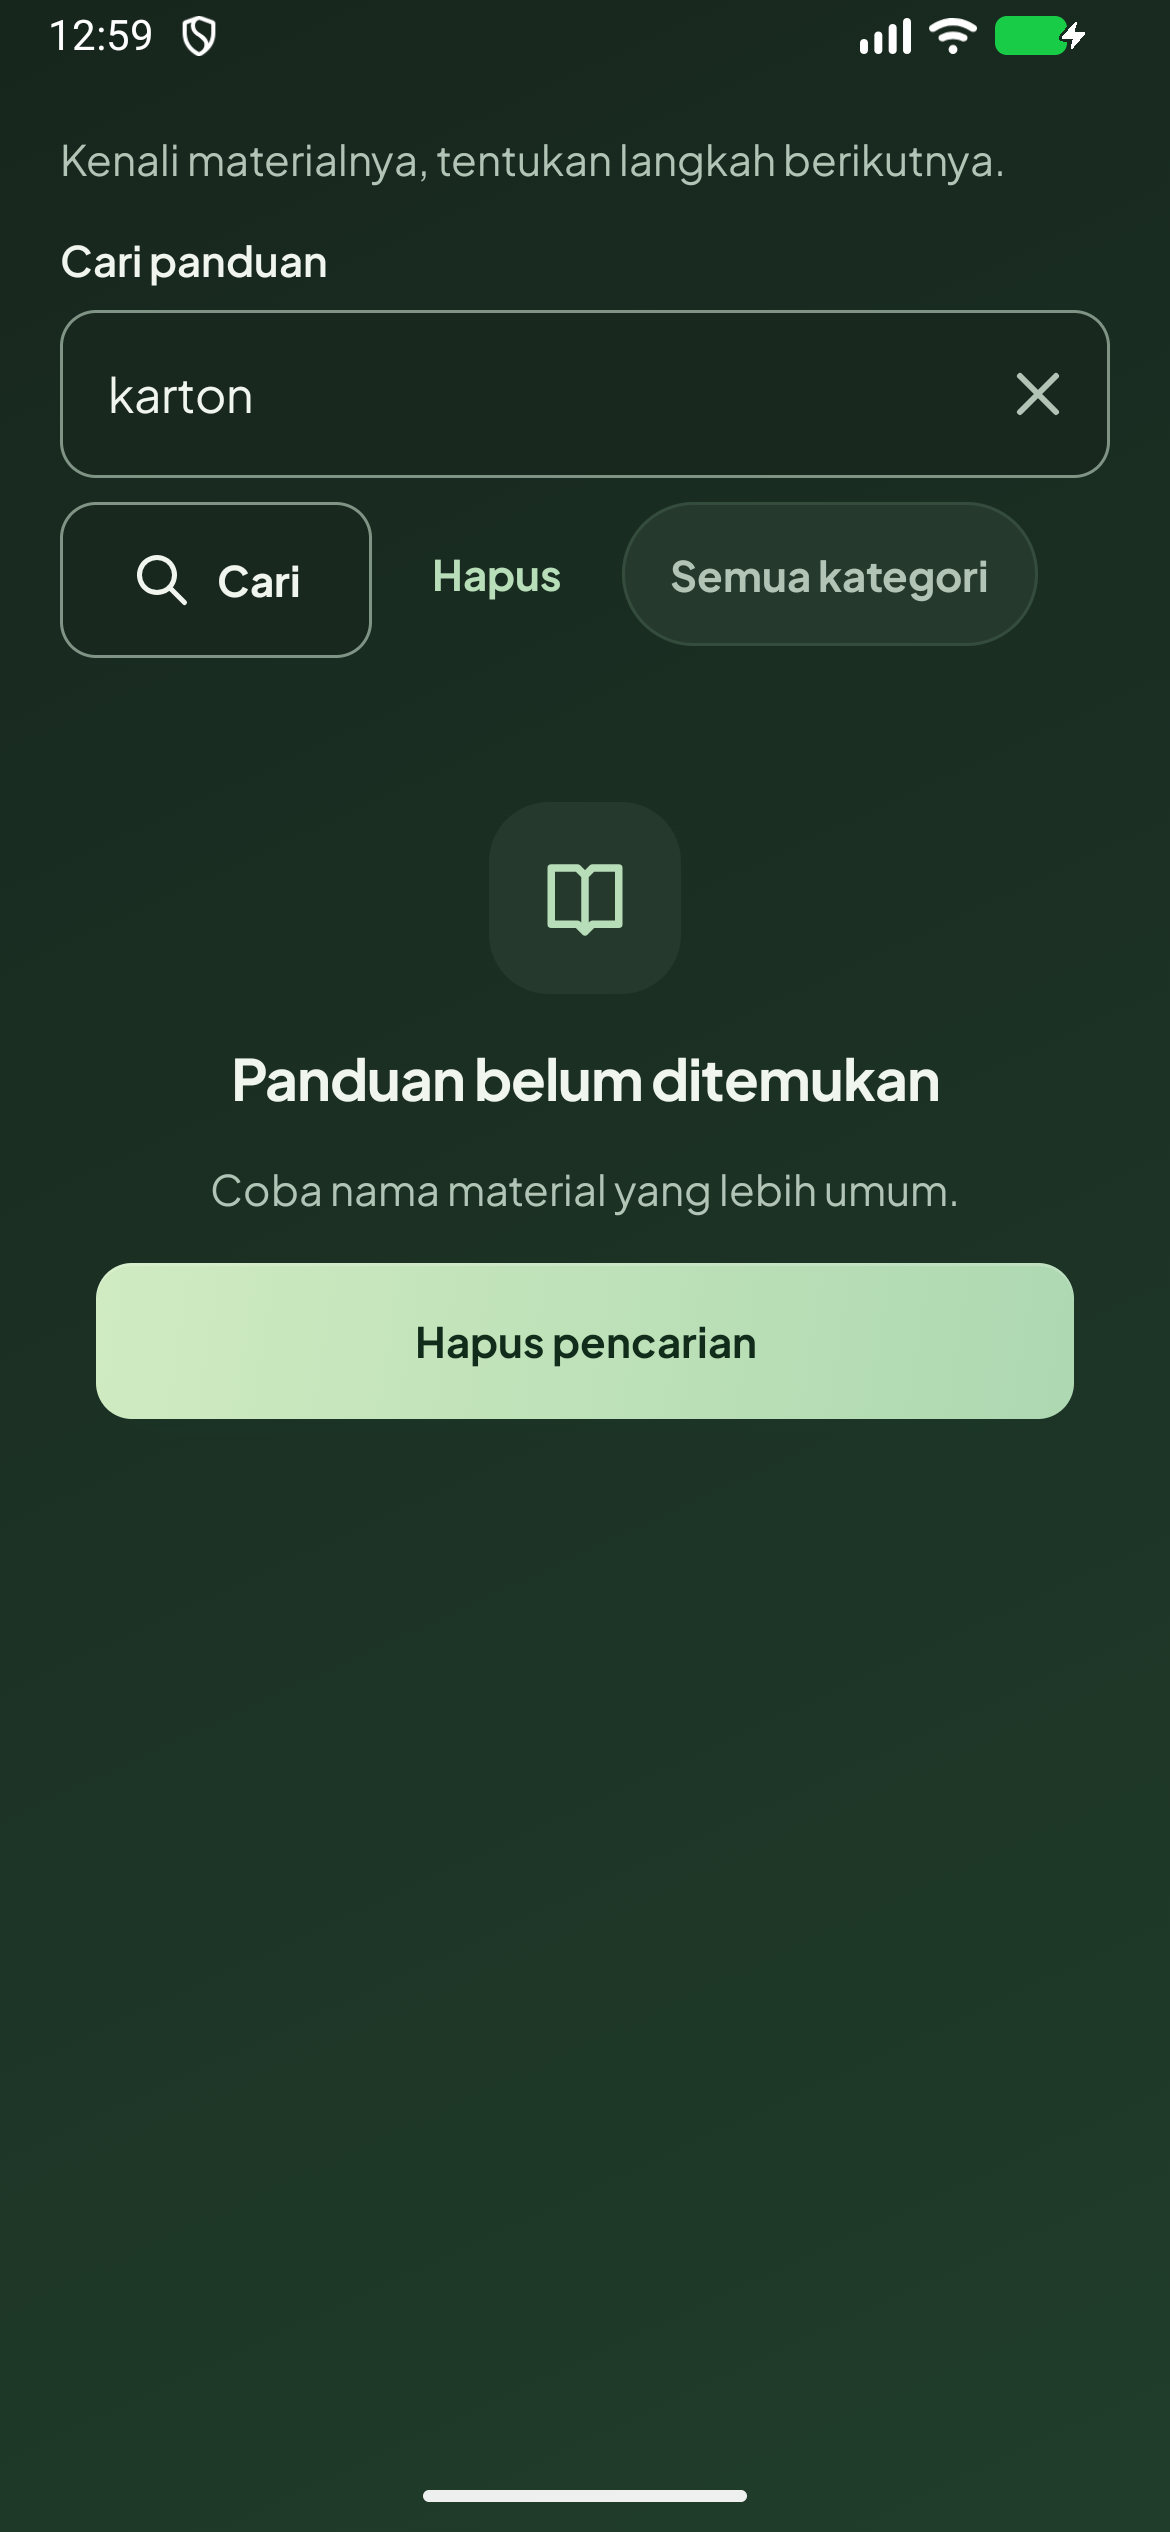 12:59
Kenali materialnya, tentukan langkah berikutnya.
Cari panduan
karton
Cari
Hapus
Semua kategori
Panduan belum ditemukan
Coba nama material yang lebih umum.
Hapus pencarian